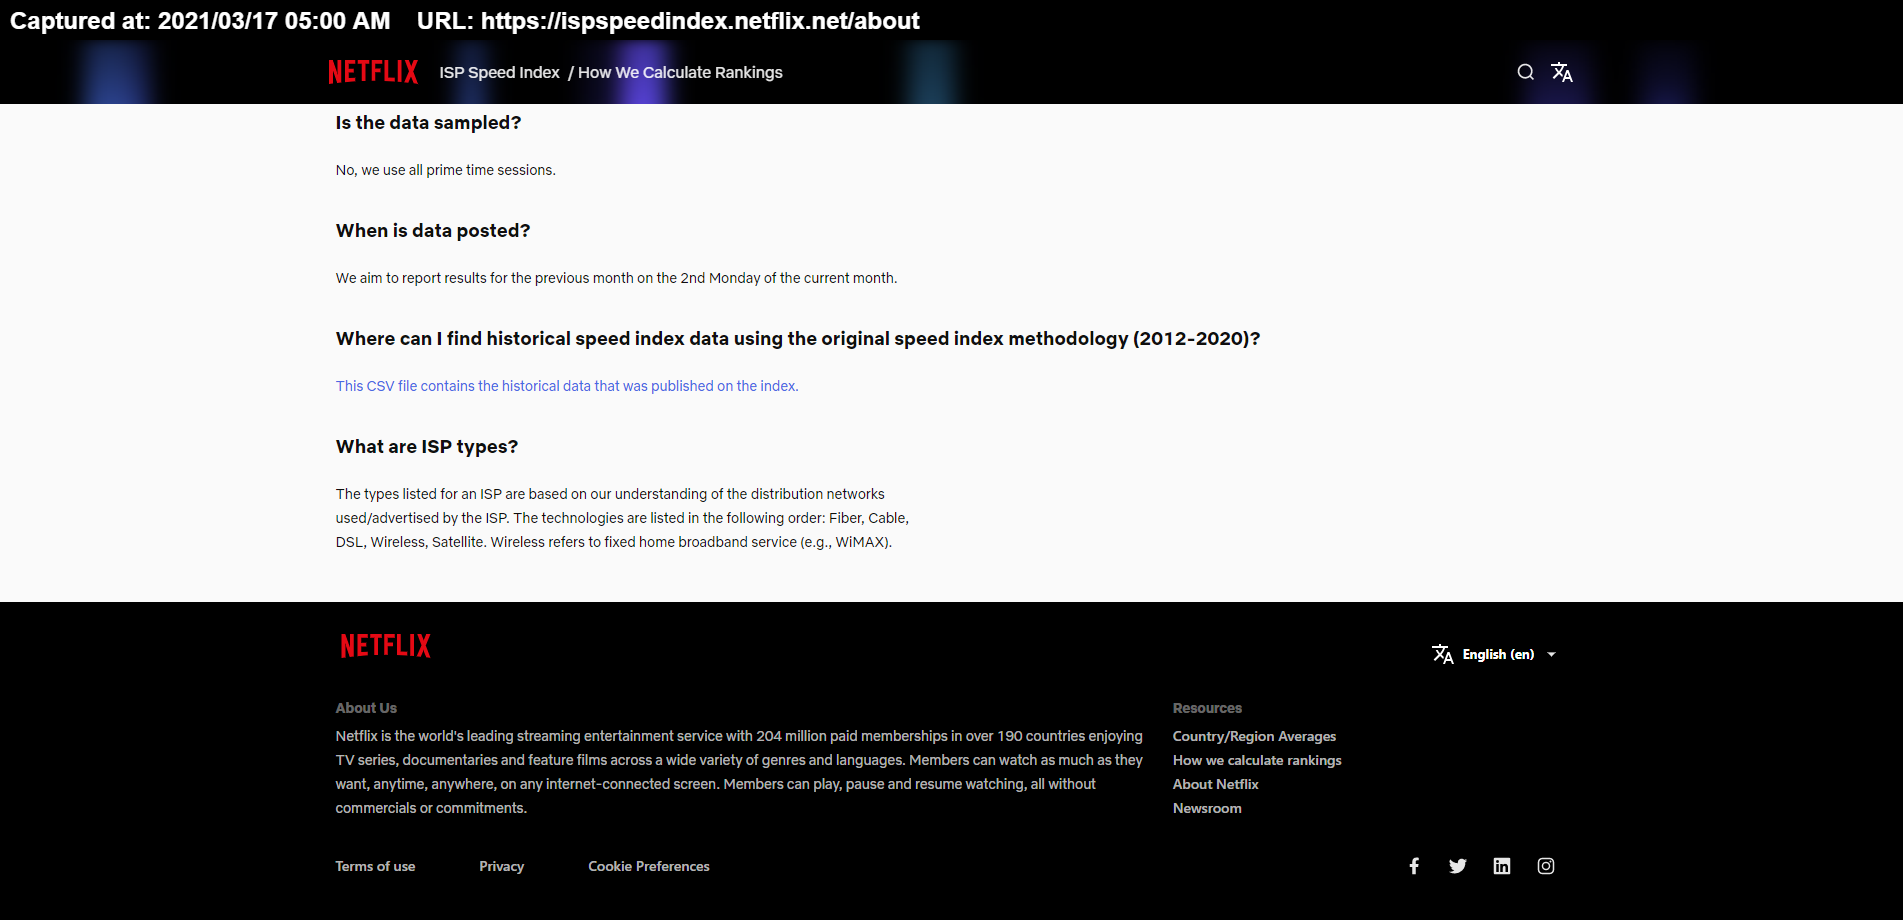 Captured at: 2021/03/17 05:00 AM URL: https://ispspeedindex.netflix.net/about
NETFLIX ISP Speed Index / How We Calculate Rankings
Is the data sampled?
No, we use all prime time sessions.
When is data posted?
We aim to report results for the previous month on the 2nd Monday of the current month.
Where can I find historical speed index data using the original speed index methodology (2012-2020)?
This CSV file contains the historical data that was published on the index.
What are ISP types?
The types listed for an ISP are based on our understanding of the distribution networks
used/advertised by the ISP. The technologies are listed in the following order: Fiber, Cable,
DSL, Wireless, Satellite. Wireless refers to fixed home broadband service (e.g., WiMAX).
NETFLIX
English (en)
About Us
Netflix is the world's leading streaming entertainment service with 204 million paid memberships in over 190 countries enjoying
TV series, documentaries and feature films across a wide variety of genres and languages. Members can watch as much as they
want, anytime, anywhere, on any internet-connected screen. Members can play, pause and resume watching, all without
commercials or commitments.
Resources
Country/Region Averages
How we calculate rankings
About Netflix
Newsroom
Terms of use Privacy Cookie Preferences